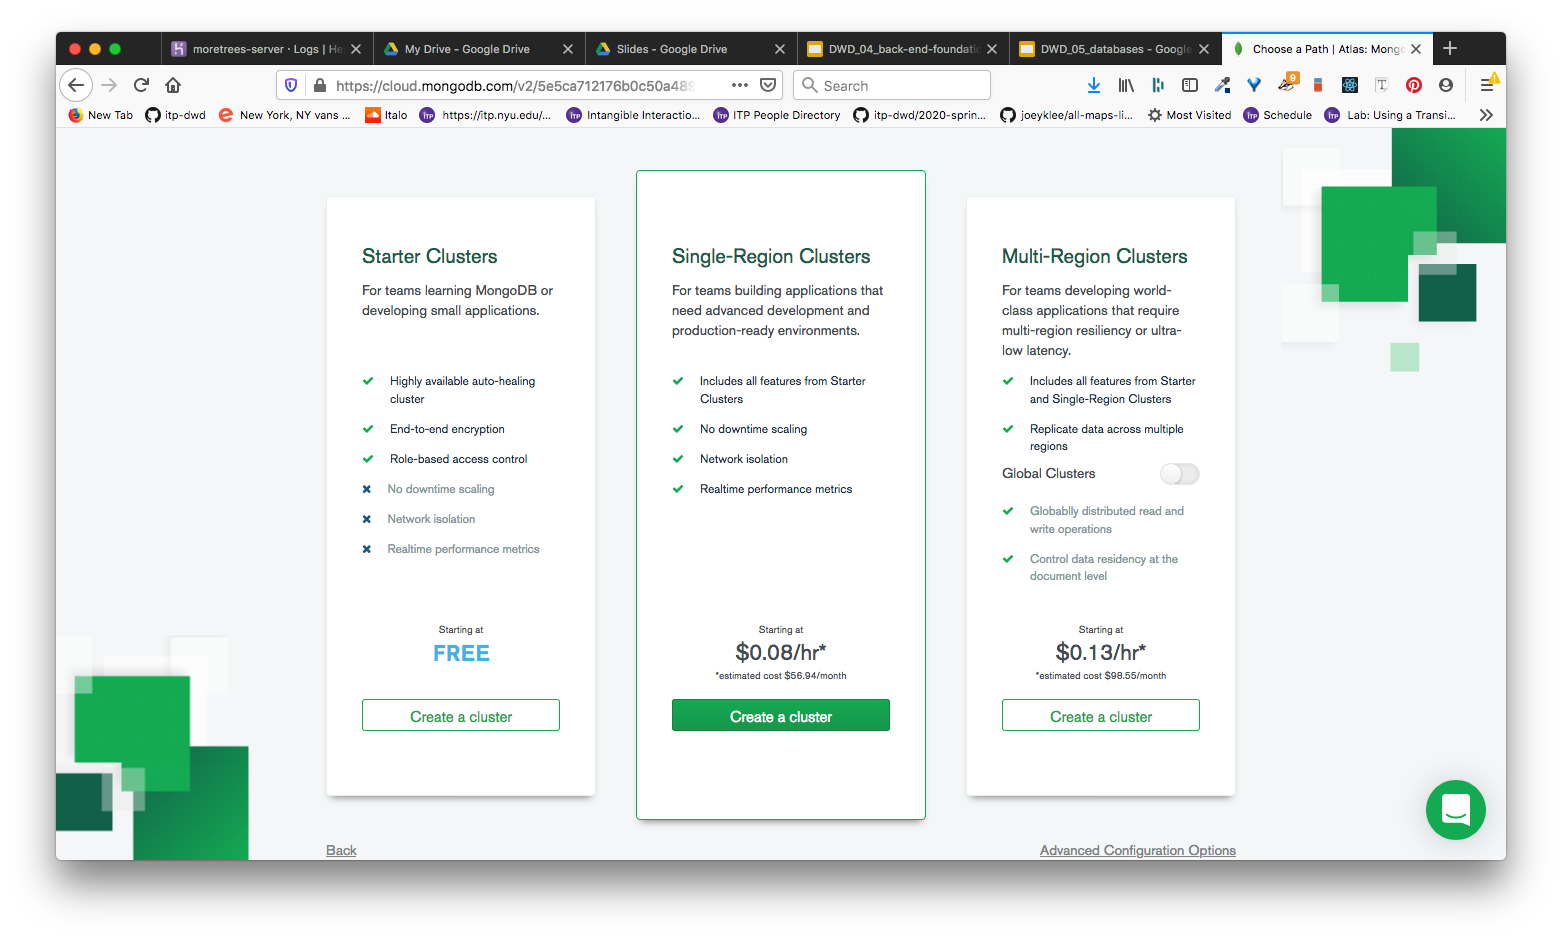 moretrees-server · Logs | He
My Drive - Google Drive
Slides - Google Drive
DWD_04_back-end-foundatio
DWD_05_databases - Google
Choose a Path | Atlas: Mongo
https://cloud.mongodb.com/v2/5e5ca712176b0c50a489
Search
9
New Tab
itp-dwd
New York, NY vans ...
Italo
https://itp.nyu.edu/...
Intangible Interactio...
ITP People Directory
itp-dwd/2020-sprin...
joeyklee/all-maps-li...
Most Visited
Schedule
Lab: Using a Transi...
Starter Clusters
For teams learning MongoDB or
developing small applications.
Highly available auto-healing
cluster
End-to-end encryption
Role-based access control
No downtime scaling
Network isolation
Realtime performance metrics
Starting at
FREE
Create a cluster
Single-Region Clusters
For teams building applications that
need advanced development and
production-ready environments.
Includes all features from Starter
Clusters
No downtime scaling
Network isolation
Realtime performance metrics
Starting at
$0.08/hr*
*estimated cost $56.94/month
Create a cluster
Multi-Region Clusters
For teams developing world-
class applications that require
multi-region resiliency or ultra-
low latency.
Includes all features from Starter
and Single-Region Clusters
Replicate data across multiple
regions
Global Clusters
Globablly distributed read and
write operations
Control data residency at the
document level
Starting at
$0.13/hr*
*estimated cost $98.55/month
Create a cluster
Back
Advanced Configuration Options